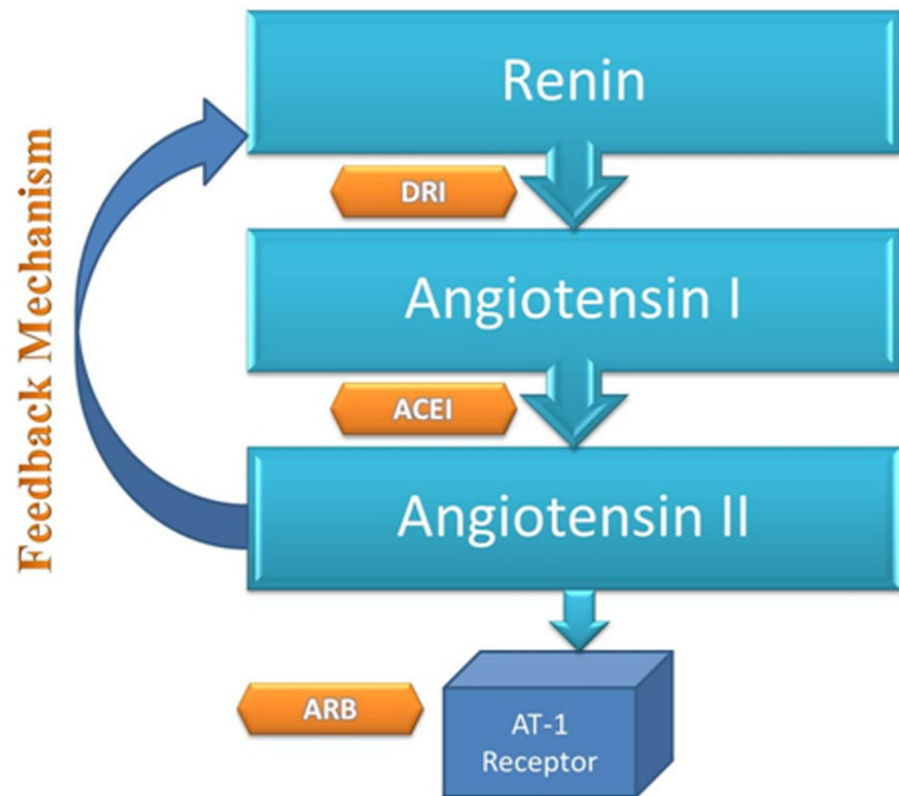 Renin
DRI
Angiotensin I
ACEI
Angiotensin II
ARB
AT-1
Receptor
Feedback Mechanism